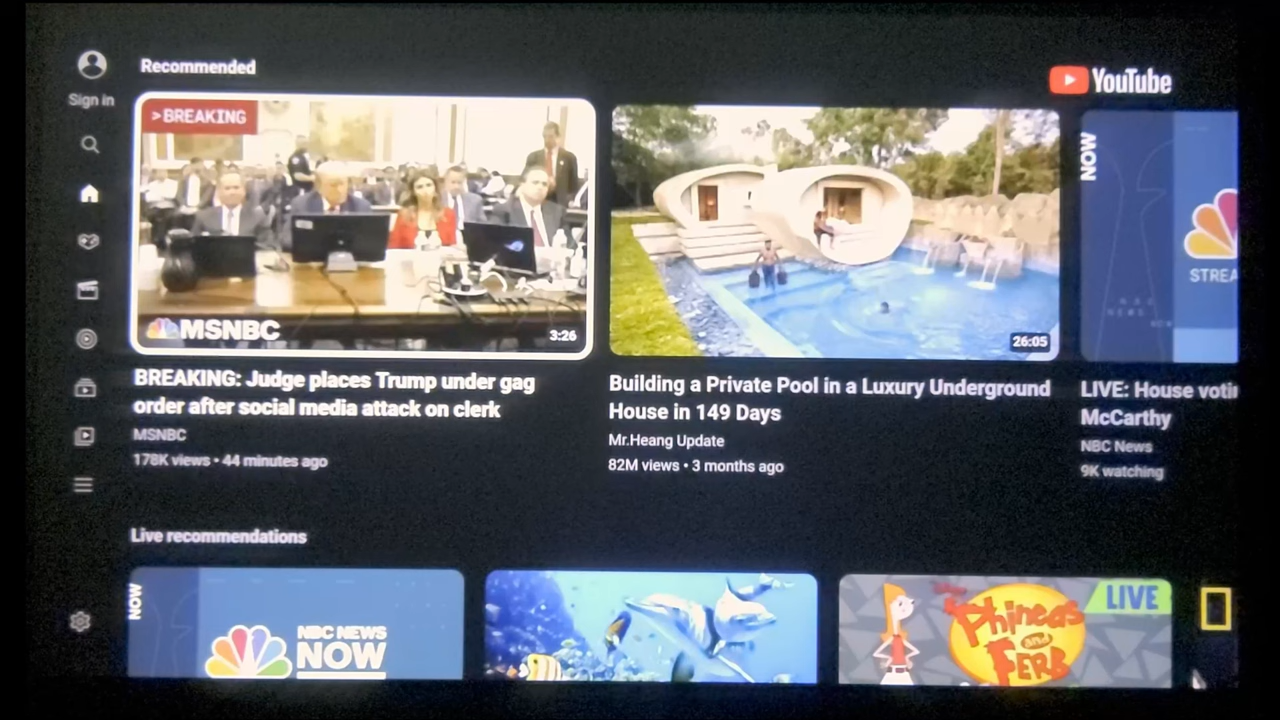 Recommended
YouTube
Sign in
>BREAKING
MSNBC
3:26
26:05
NOW
STREA
BREAKING: Judge places Trump under gag
order after social media attack on clerk
MSNBC
178K views • 44 minutes ago
Building a Private Pool in a Luxury Underground
House in 149 Days
Mr.Heang Update
82M views • 3 months ago
LIVE: House votin
McCarthy
NBC News
9K watching
Live recommendations
NOW
NBC NEWS
NOW
Phineas
and
FERB
LIVE